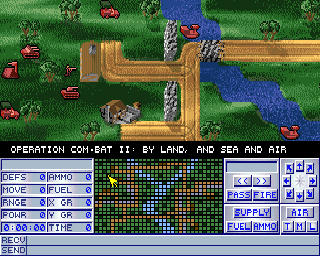 OPERATION COM•BAT II: BY LAND, AND SEA AND AIR
DEFS 0 AMMO 0
MOVE 0 FUEL 0
RNGE 0 X GR 0
POWR 0 Y GR 0
0:00:00 TIME 0
<< >>
PASS FIRE
SUPPLY
FUEL AMMO
AIR
T M L
RECV
SEND